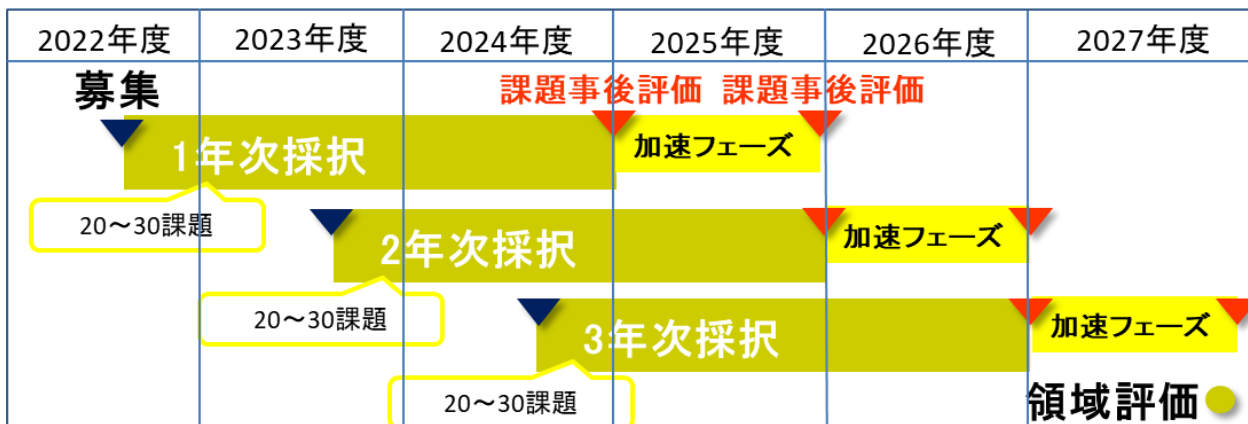 2022年度 2023年度 2024年度 2025年度 2026年度 2027年度
募集 課題事後評価 課題事後評価
1年次採択 加速フェーズ
20～30課題
2年次採択 加速フェーズ
20～30課題
3年次採択 加速フェーズ
20～30課題 領域評価